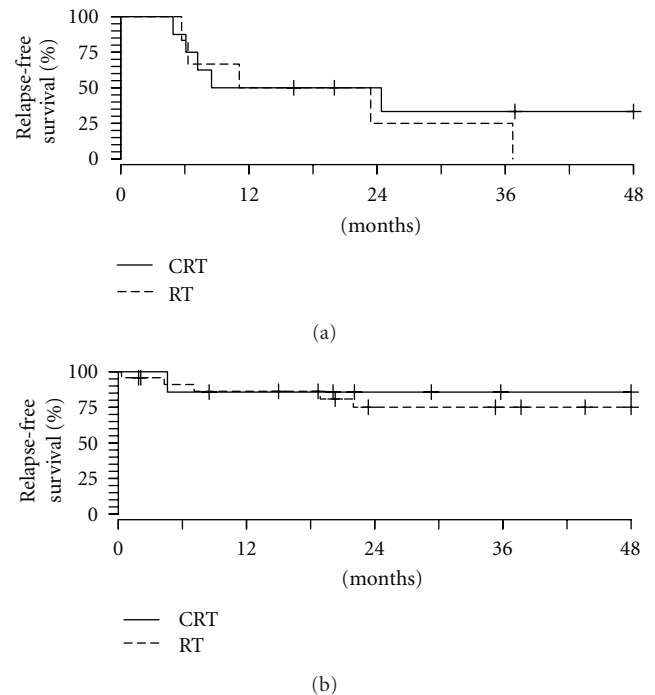 Relapse-free
survival (%)
100
75
50
25
0
0 12 24 36 48
(months)
CRT
RT
(a)
Relapse-free
survival (%)
100
75
50
25
0
0 12 24 36 48
(months)
CRT
RT
(b)